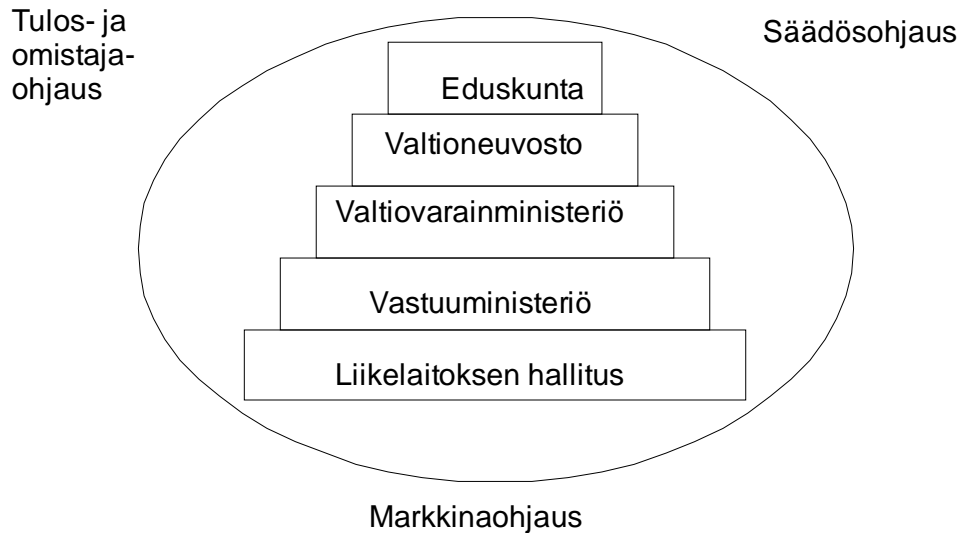 Tulos- ja
omistaja-
ohjaus
Säädösohjaus
Eduskunta
Valtioneuvosto
Valtiovarainministeriö
Vastuuministeriö
Liikelaitoksen hallitus
Markkinaohjaus